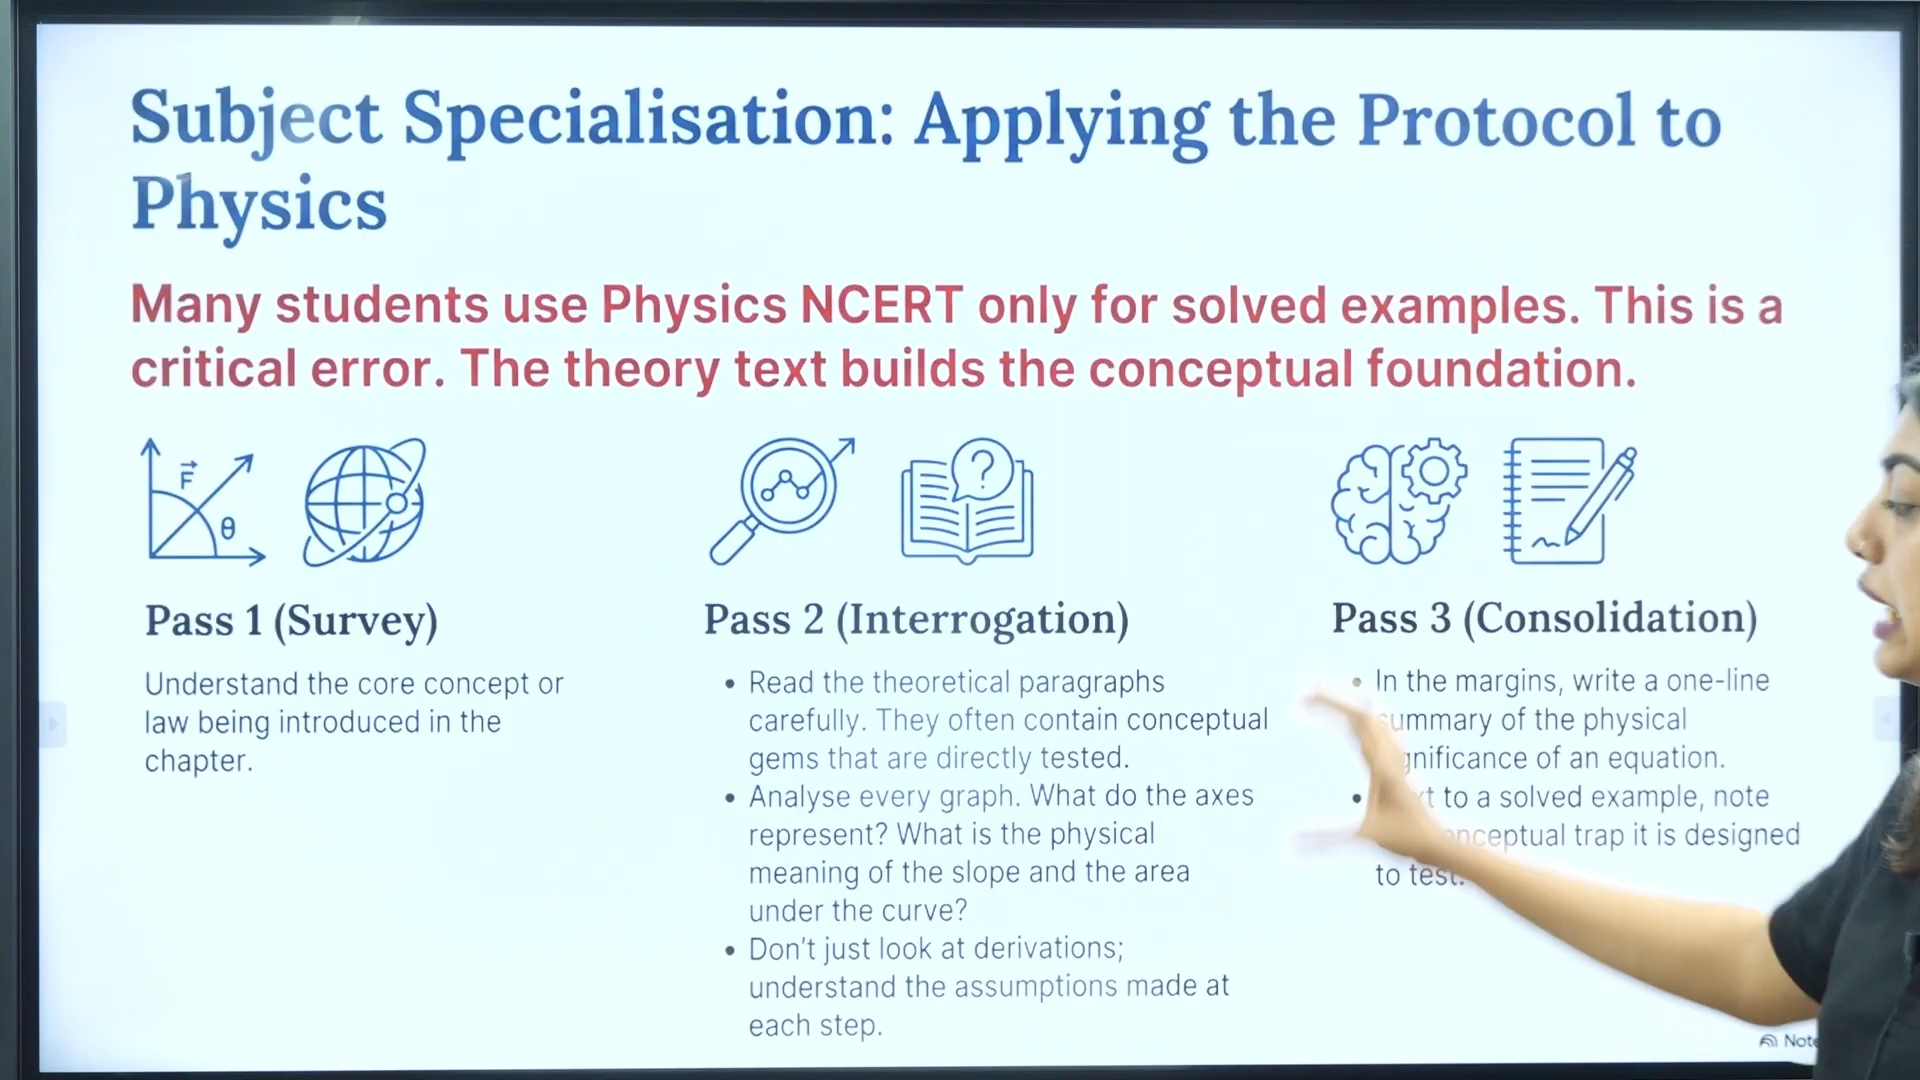 Subject Specialisation: Applying the Protocol to
Physics
Many students use Physics NCERT only for solved examples. This is a
critical error. The theory text builds the conceptual foundation.
F
θ
?
Pass 1 (Survey)
Understand the core concept or
law being introduced in the
chapter.
Pass 2 (Interrogation)
• Read the theoretical paragraphs
carefully. They often contain conceptual
gems that are directly tested.
• Analyse every graph. What do the axes
represent? What is the physical
meaning of the slope and the area
under the curve?
• Don't just look at derivations;
understand the assumptions made at
each step.
Pass 3 (Consolidation)
• In the margins, write a one-line
summary of the physical
of an equation.
• to a solved example, note
trap it is designed
to test.